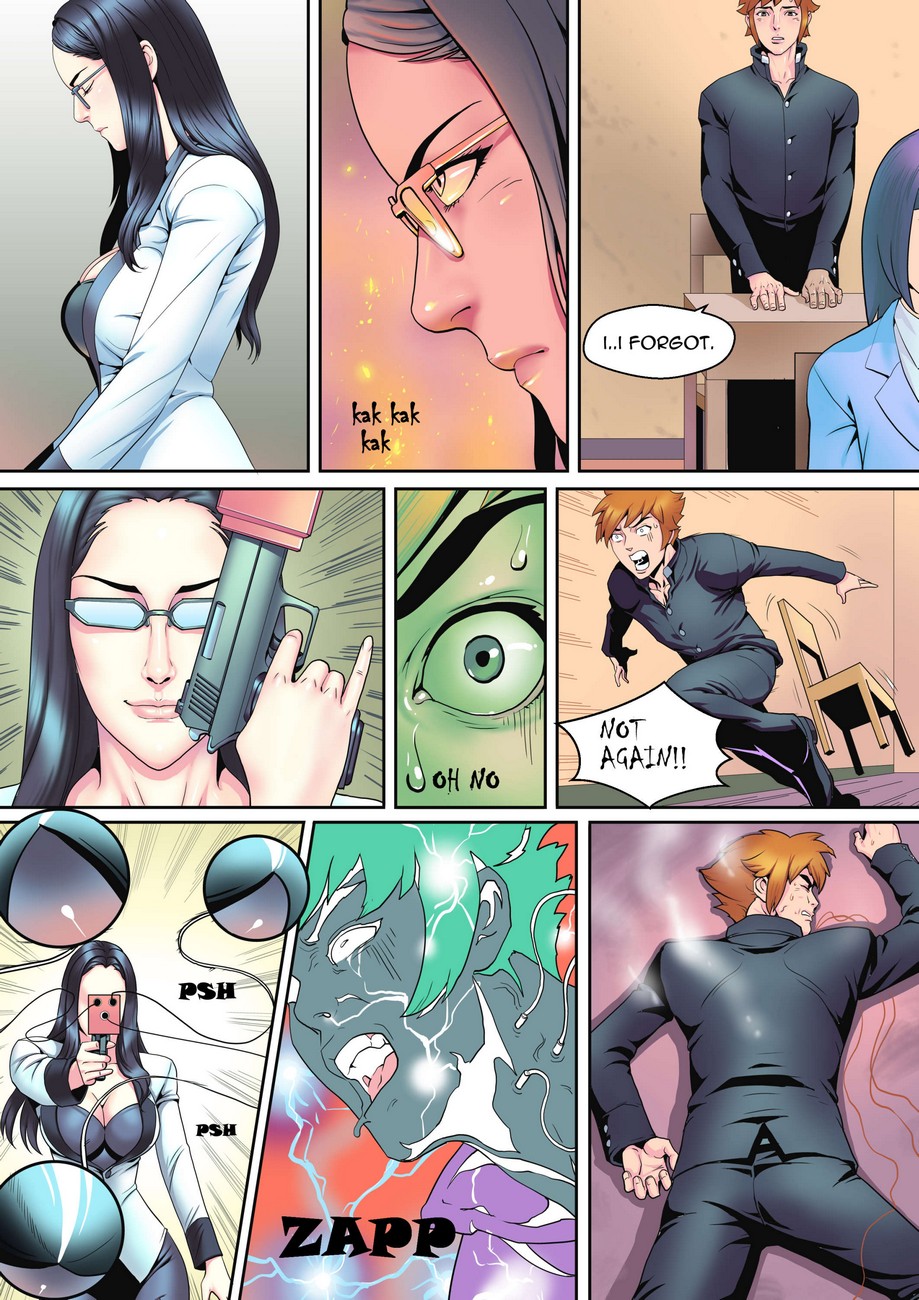 kak kak
kak
I..I FORGOT.
OH NO
NOT
AGAIN!!
PSH
PSH
ZAPP